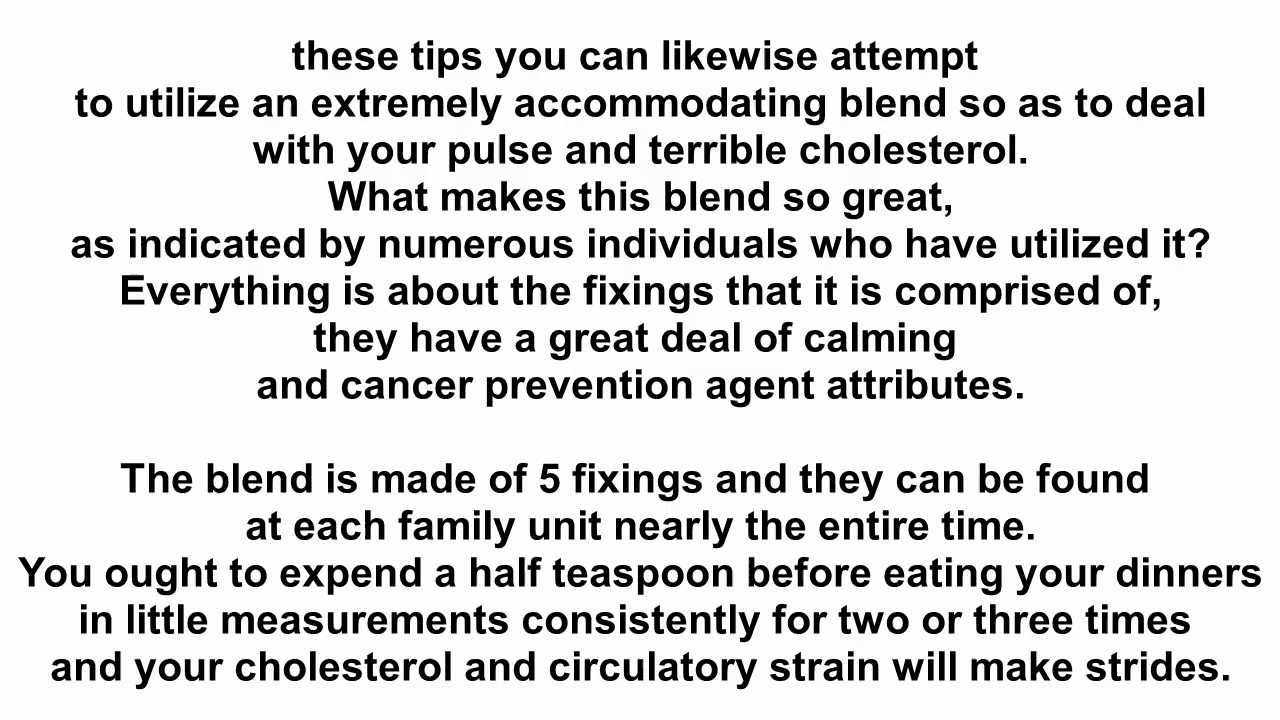 these tips you can likewise attempt
to utilize an extremely accommodating blend so as to deal
with your pulse and terrible cholesterol.
What makes this blend so great,
as indicated by numerous individuals who have utilized it?
Everything is about the fixings that it is comprised of,
they have a great deal of calming
and cancer prevention agent attributes.
The blend is made of 5 fixings and they can be found
at each family unit nearly the entire time.
You ought to expend a half teaspoon before eating your dinners
in little measurements consistently for two or three times
and your cholesterol and circulatory strain will make strides.